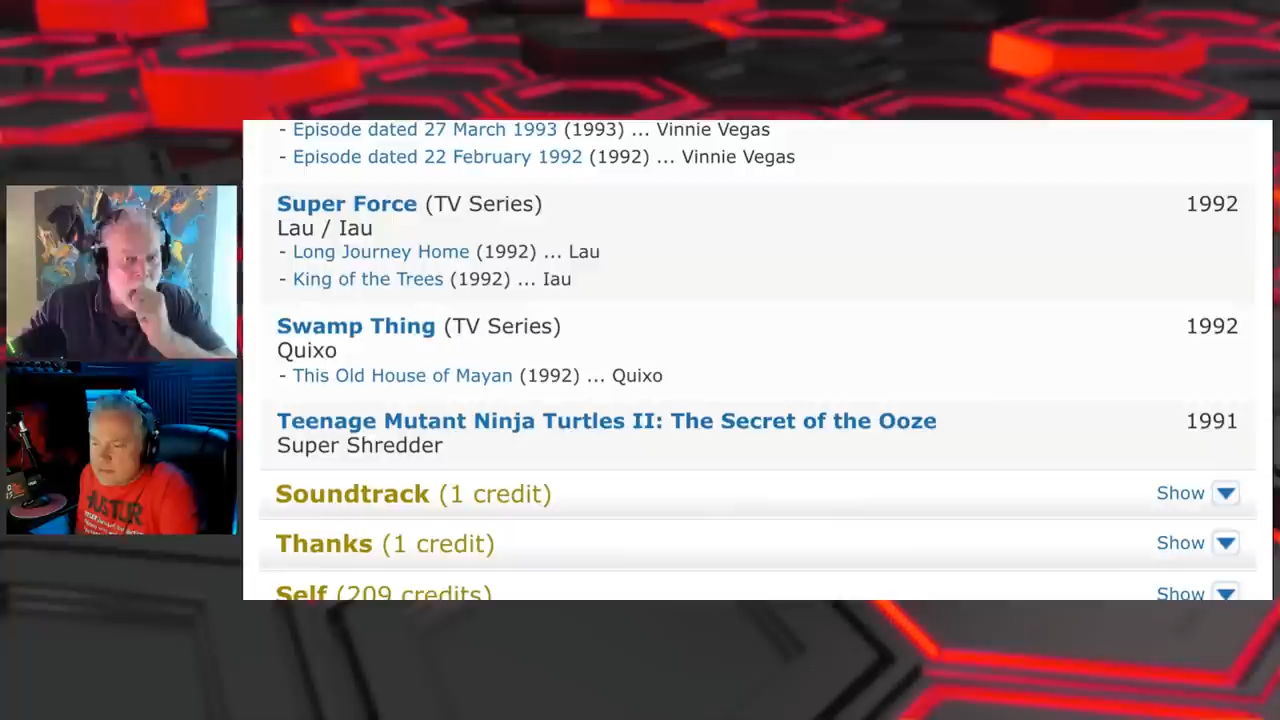 - Episode dated 27 March 1993 (1993) ... Vinnie Vegas
- Episode dated 22 February 1992 (1992) ... Vinnie Vegas
Super Force (TV Series) 1992
Lau / Iau
- Long Journey Home (1992) ... Lau
- King of the Trees (1992) ... Iau
Swamp Thing (TV Series) 1992
Quixo
- This Old House of Mayan (1992) ... Quixo
Teenage Mutant Ninja Turtles II: The Secret of the Ooze 1991
Super Shredder
Soundtrack (1 credit) Show
Thanks (1 credit) Show
Self (209 credits) Show
HUSTLER